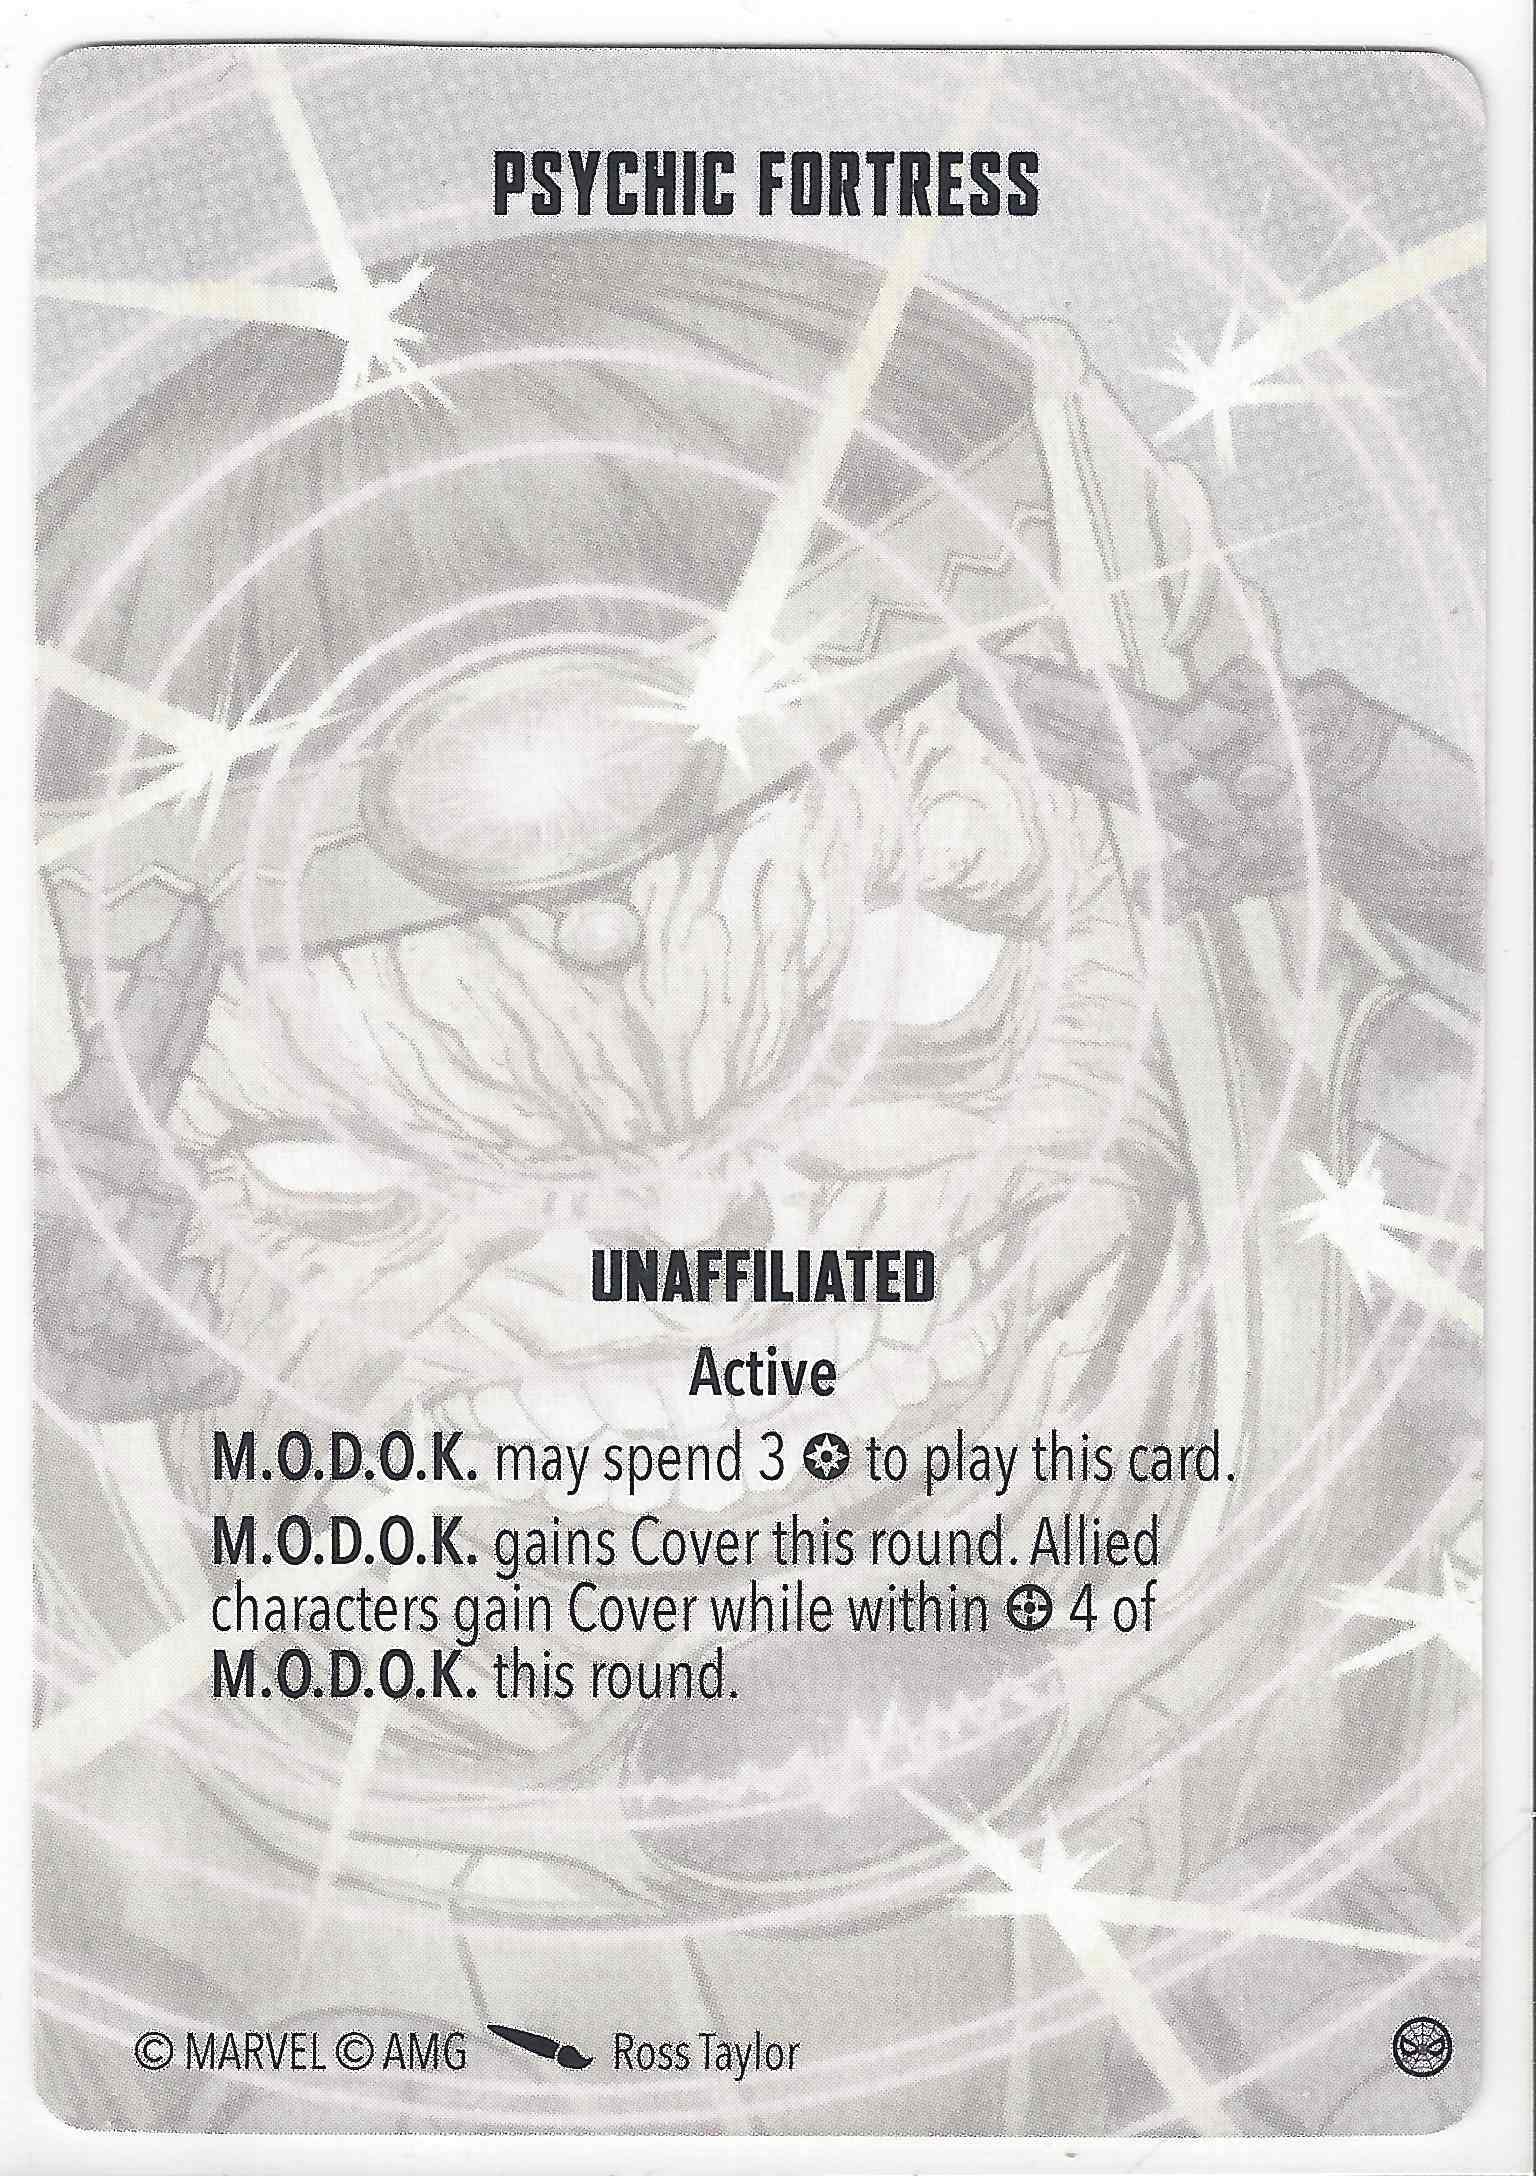 PSYCHIC FORTRESS
UNAFFILIATED
Active
M.O.D.O.K. may spend 3 to play this card.
M.O.D.O.K. gains Cover this round. Allied
characters gain Cover while within 4 of
M.O.D.O.K. this round.
© MARVEL © AMG Ross Taylor